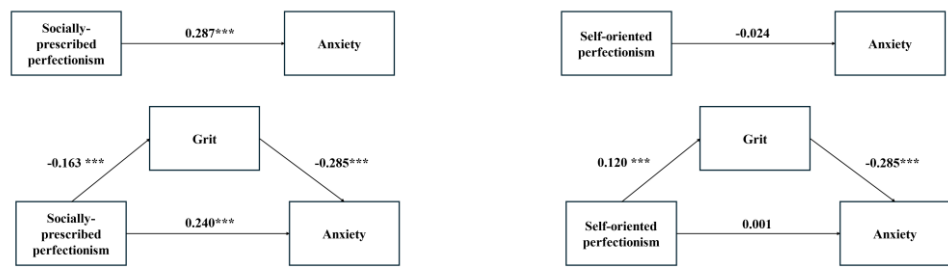 Socially-
prescribed
perfectionism
0.287***
Anxiety
Self-oriented
perfectionism
-0.024
Anxiety
Grit
-0.163 ***
-0.285***
Socially-
prescribed
perfectionism
0.240***
Anxiety
Grit
0.120 ***
-0.285***
Self-oriented
perfectionism
0.001
Anxiety